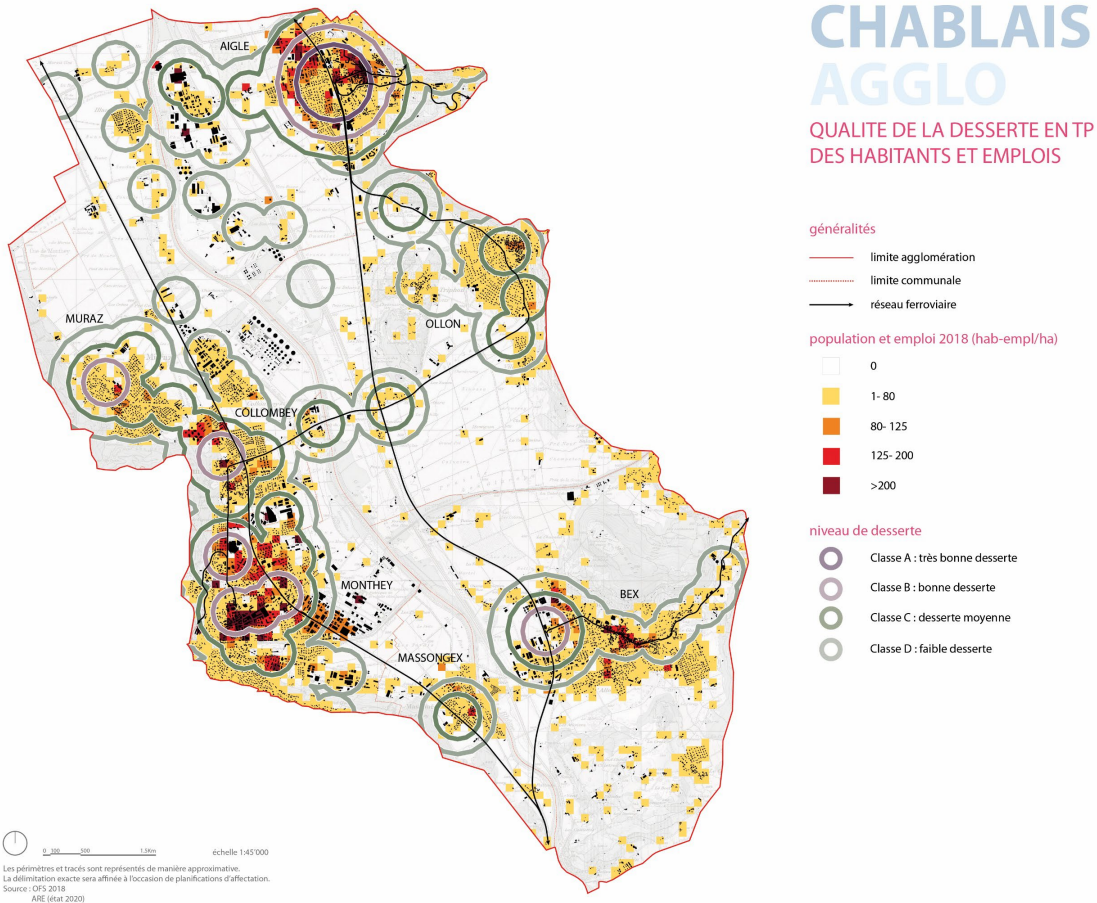 CHABLAIS
AGGLO
QUALITE DE LA DESSERTE EN TP
DES HABITANTS ET EMPLOIS
généralités
limite agglomération
limite communale
réseau ferroviaire
population et emploi 2018 (hab-empl/ha)
0
1- 80
80- 125
125- 200
>200
niveau de desserte
Classe A : très bonne desserte
Classe B : bonne desserte
Classe C : desserte moyenne
Classe D : faible desserte
AIGLE
MURAZ
OLLON
COLLOMBEY
MONTHEY
BEX
MASSONGEX
0 100 500 1.5Km
échelle 1:45'000
Les périmètres et tracés sont représentés de manière approximative.
La délimitation exacte sera affinée à l'occasion de planifications d'affectation.
Source : OFS 2018
ARE (état 2020)